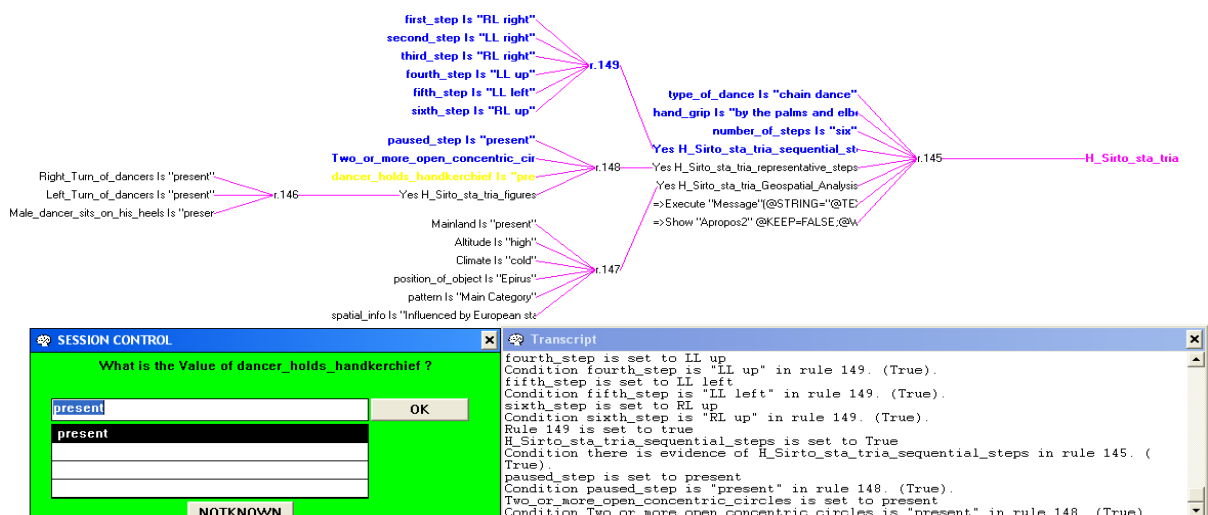 first_step Is "RL right"
second_step Is "LL right"
third_step Is "RL right"
fourth_step Is "LL up"
fifth_step Is "LL left"
sixth_step Is "RL up"
r.149
type_of_dance Is "chain dance"
hand_grip Is "by the palms and elb
number_of_steps Is "six"
Yes H_Sirto_sta_tria_sequential_st
r.145
H_Sirto_sta_tria
paused_step Is "present"
Two_or_more_open_concentric_cir
dancer_holds_handkerchief Is "pre
Yes H_Sirto_sta_tria_figures
r.148
Yes H_Sirto_sta_tria_representative_steps
Yes H_Sirto_sta_tria_Geospatial_Analysis
=>Execute "Message"(@STRING="@TE
=>Show "Apropos2" @KEEP=FALSE;@W
Right_Turn_of_dancers Is "present"
Left_Turn_of_dancers Is "present"
Male_dancer_sits_on_his_heels Is "preser
r.146
Mainland Is "present"
Altitude Is "high"
Climate Is "cold"
position_of_object Is "Epirus"
pattern Is "Main Category"
spatial_info Is "Influenced by European sta
r.147
SESSION CONTROL
What is the Value of dancer_holds_handkerchief ?
present
OK
present
NOTKNOWN
Transcript
fourth_step is set to LL up
Condition fourth_step is "LL up" in rule 149. (True).
fifth_step is set to LL left
Condition fifth_step is "LL left" in rule 149. (True).
sixth_step is set to RL up
Condition sixth_step is "RL up" in rule 149. (True).
Rule 149 is set to true
H_Sirto_sta_tria_sequential_steps is set to True
Condition there is evidence of H_Sirto_sta_tria_sequential_steps in rule 145. (
True).
paused_step is set to present
Condition paused_step is "present" in rule 148. (True).
Two_or_more_open_concentric_circles is set to present
Condition Two_or_more_open_concentric_circles is "present" in rule 148. (True)